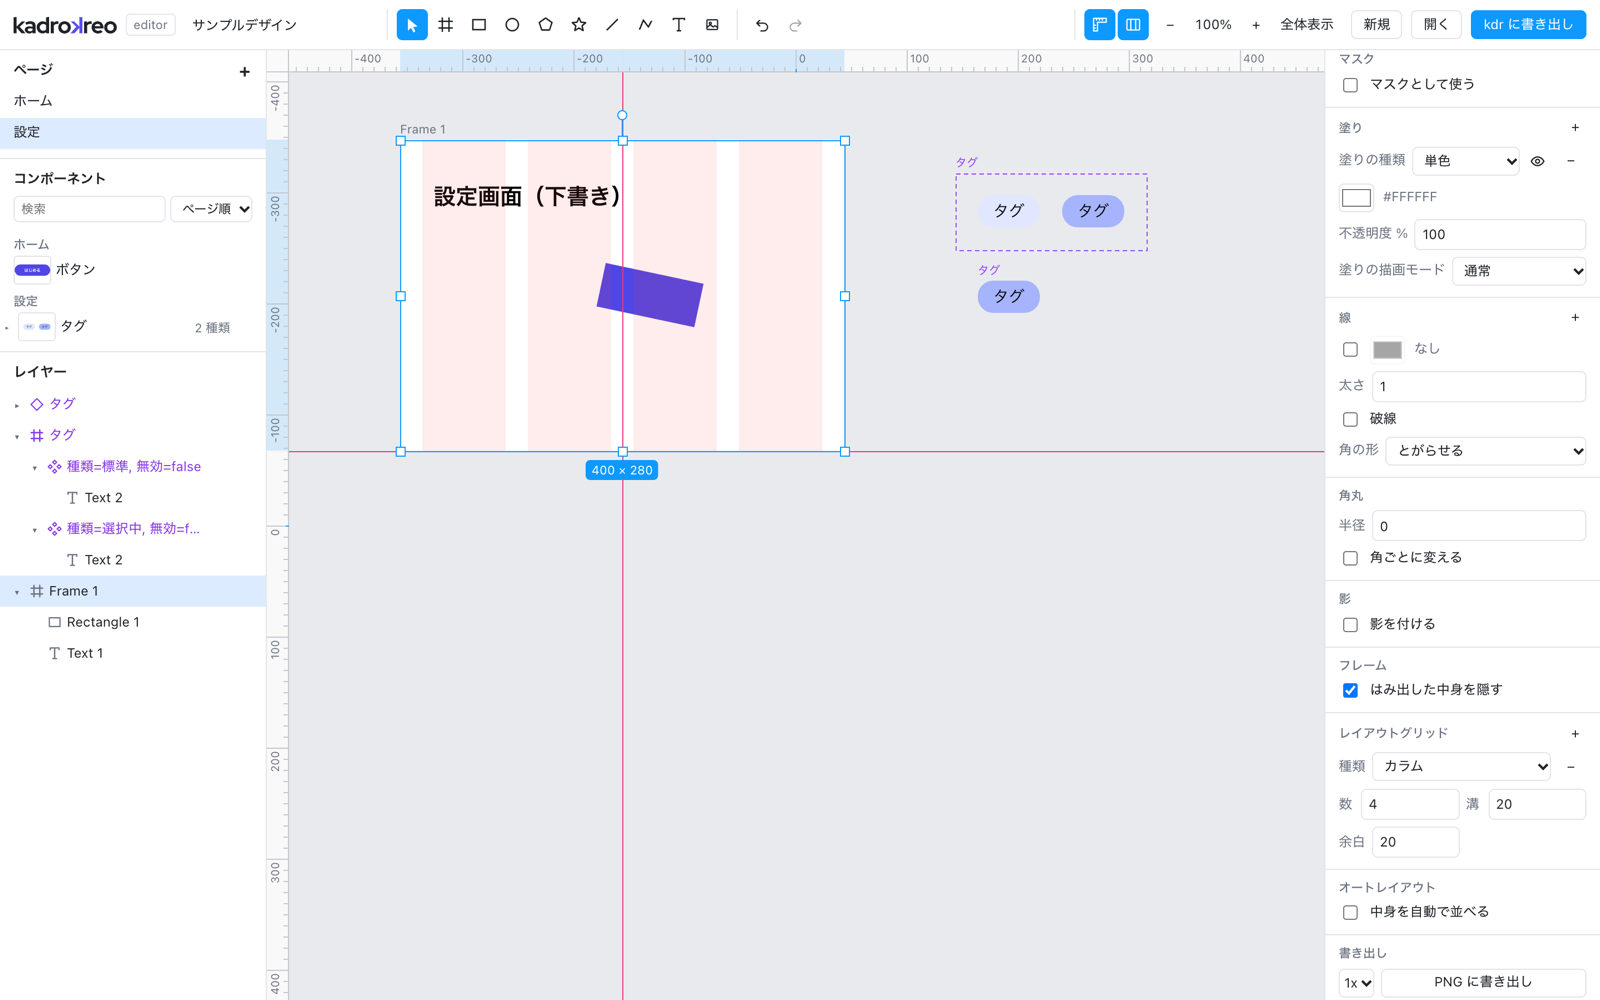 kadrokreo editor サンプルデザイン 100% 全体表示 新規 開く kdr に書き出し
ページ
ホーム
設定
コンポーネント
検索 ページ順
ホーム
はじめる ボタン
設定
タグ 2 種類
レイヤー
タグ
タグ
種類=標準, 無効=false
Text 2
種類=選択中, 無効=f...
Text 2
Frame 1
Rectangle 1
Text 1
-400 -300 -200 -100 0 100 200 300 400
-400
-300
-200
-100
0
100
200
300
400
Frame 1
設定画面（下書き）
400 × 280
タグ
タグ タグ
タグ
タグ
マスク
マスクとして使う
塗り
塗りの種類 単色
#FFFFFF
不透明度 % 100
塗りの描画モード 通常
線
なし
太さ 1
破線
角の形 とがらせる
角丸
半径 0
角ごとに変える
影
影を付ける
フレーム
はみ出した中身を隠す
レイアウトグリッド
種類 カラム
数 4 溝 20
余白 20
オートレイアウト
中身を自動で並べる
書き出し
1x PNG に書き出し